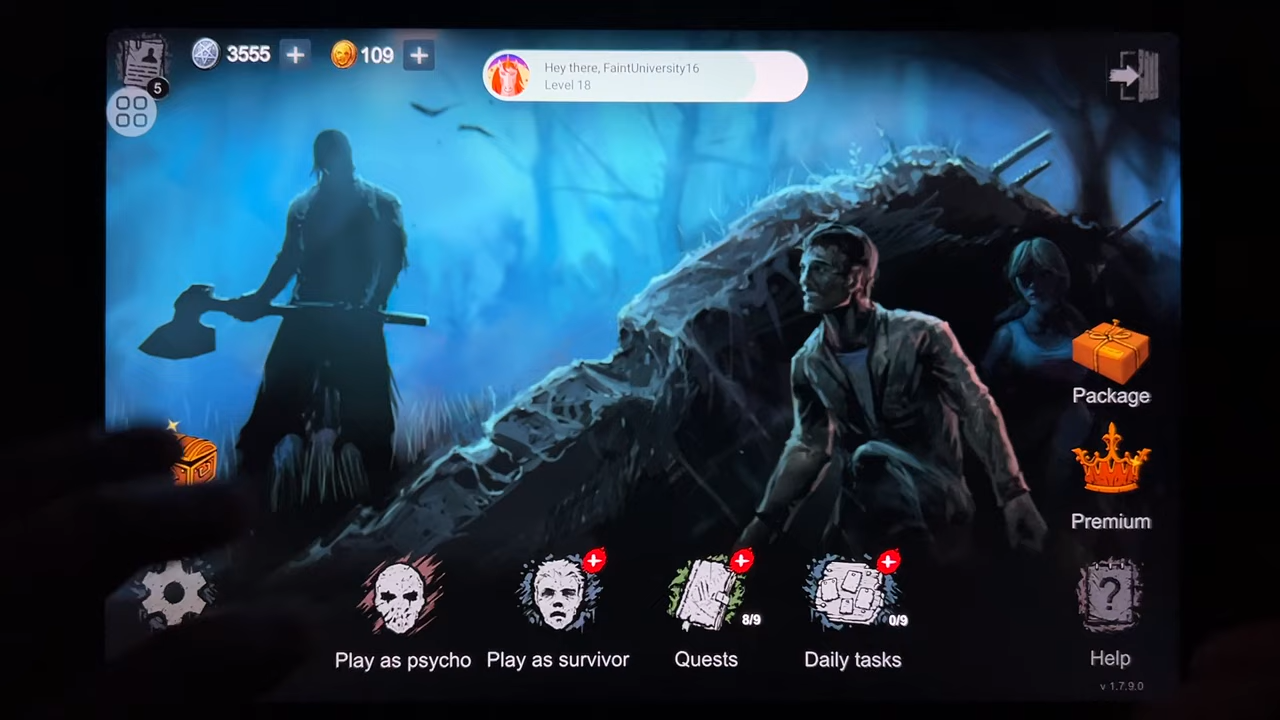 3555
109
Hey there, FaintUniversity16
Level 18
5
Package
Premium
8/9
0/9
?
Play as psycho
Play as survivor
Quests
Daily tasks
Help
v 1.7.9.0